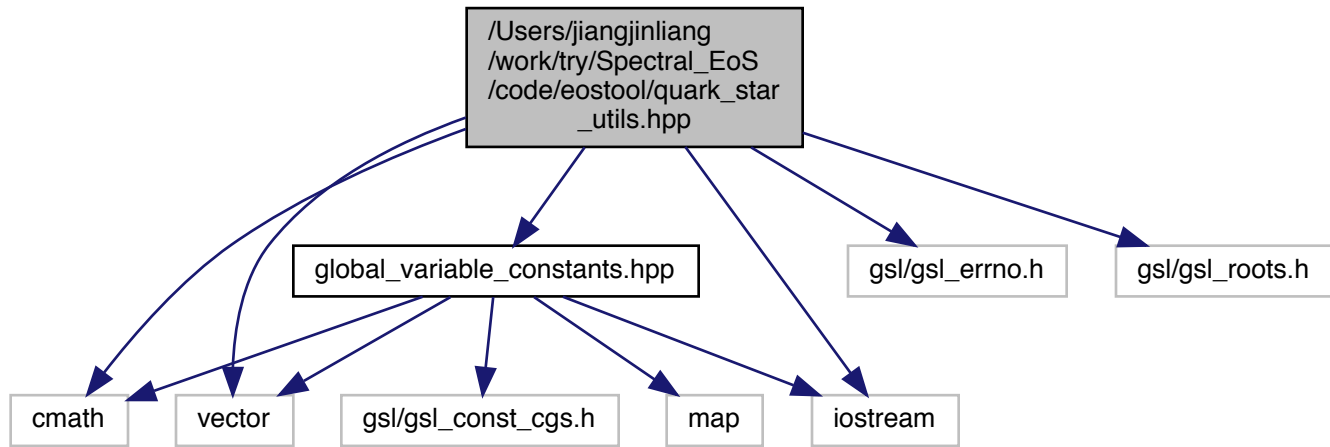 /Users/jiangjinliang
/work/try/Spectral_EoS
/code/eostool/quark_star
_utils.hpp
global_variable_constants.hpp
gsl/gsl_errno.h
gsl/gsl_roots.h
cmath
vector
gsl/gsl_const_cgs.h
map
iostream